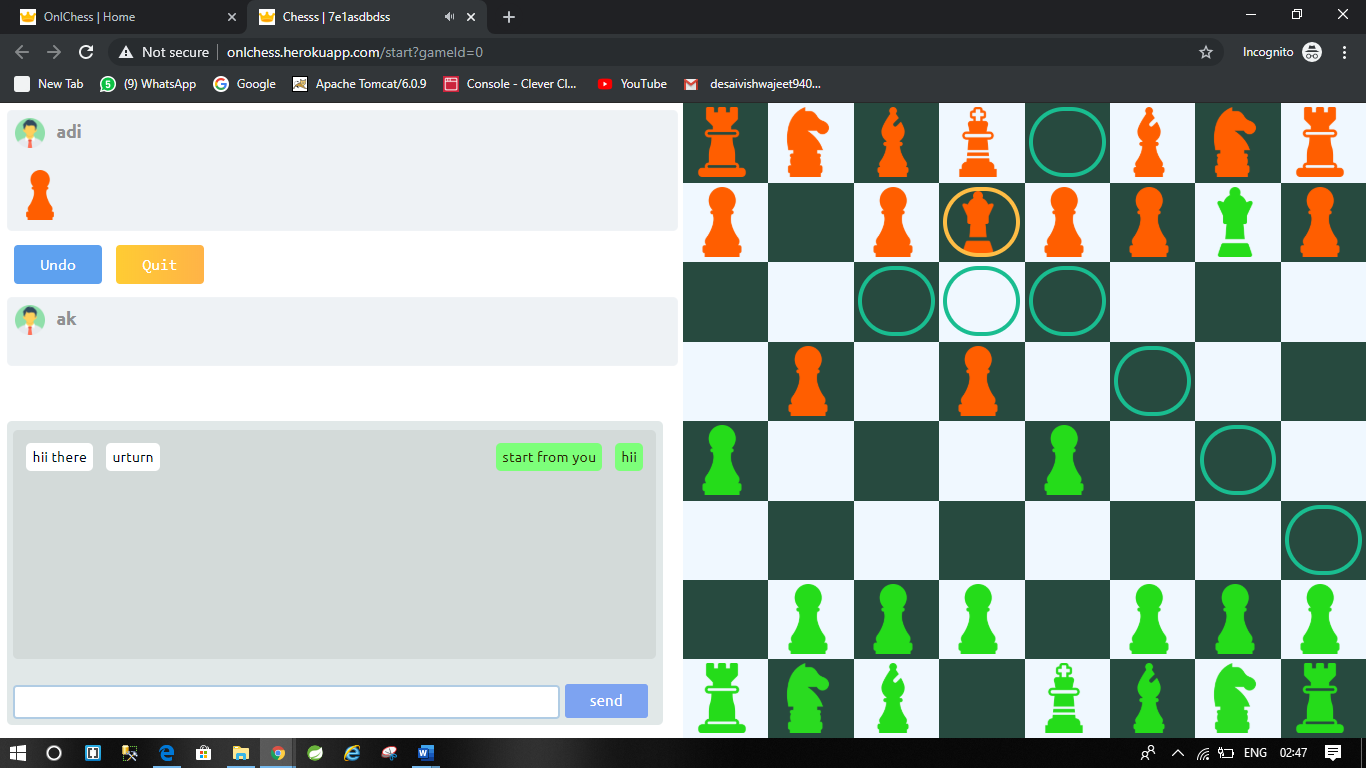 OnlChess | Home
Chesss | 7e1asdbdss
Not secure
onlchess.herokuapp.com/start?gameId=0
Incognito
New Tab
5
(9) WhatsApp
Google
Apache Tomcat/6.0.9
Console - Clever Cl...
YouTube
desaivishwajeet940...
adi
Undo
Quit
ak
hii there
urturn
start from you
hii
send
ENG
02:47